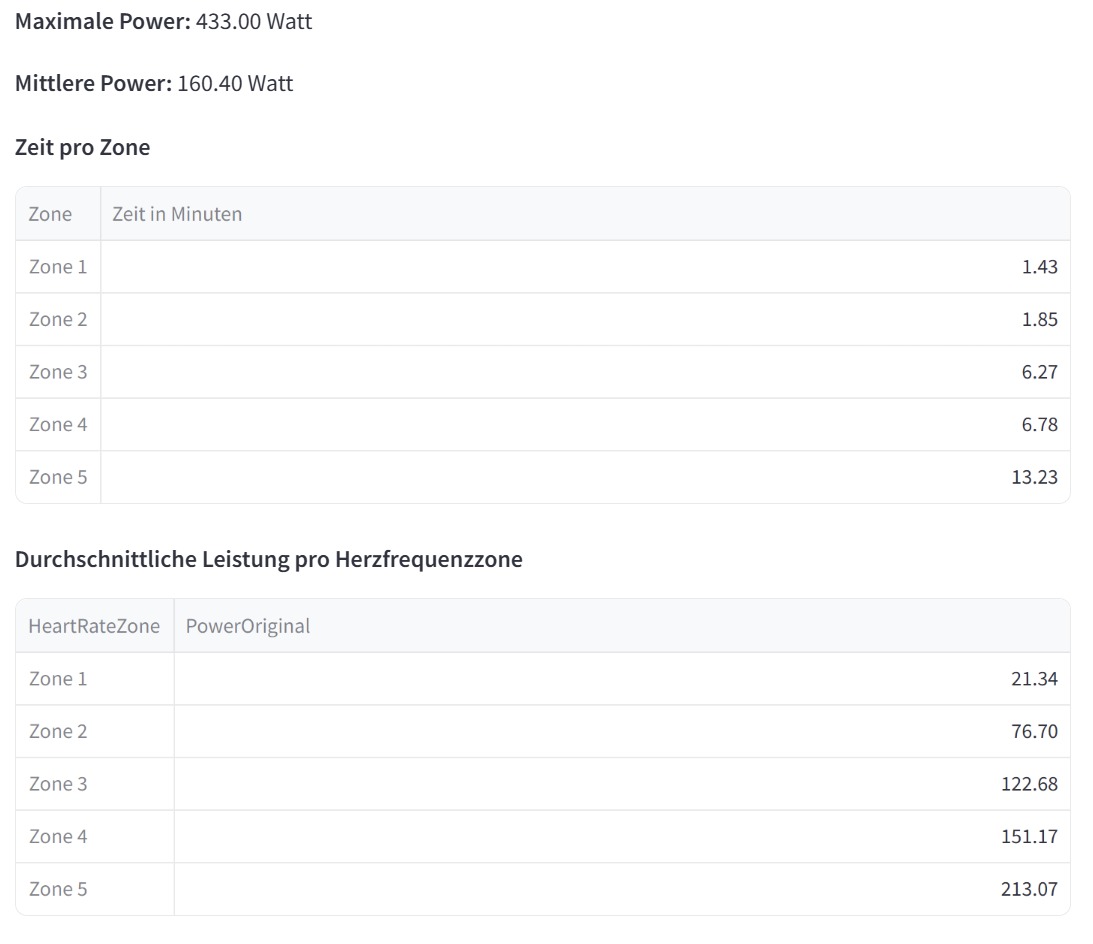 Maximale Power: 433.00 Watt
Mittlere Power: 160.40 Watt
Zeit pro Zone
Zone Zeit in Minuten
Zone 1 1.43
Zone 2 1.85
Zone 3 6.27
Zone 4 6.78
Zone 5 13.23
Durchschnittliche Leistung pro Herzfrequenzzone
HeartRateZone PowerOriginal
Zone 1 21.34
Zone 2 76.70
Zone 3 122.68
Zone 4 151.17
Zone 5 213.07